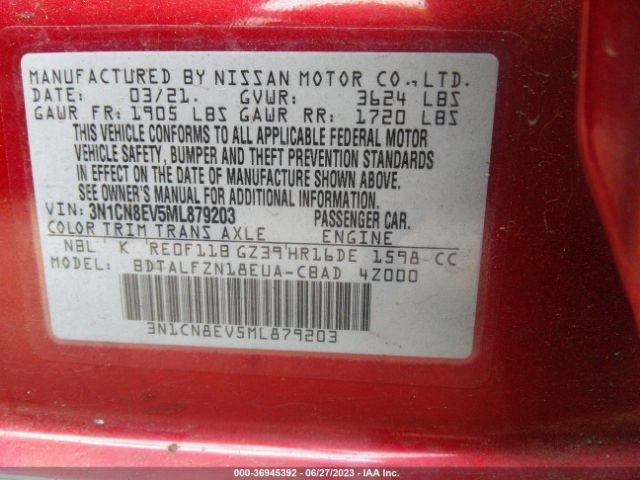 MANUFACTURED BY NISSAN MOTOR CO., LTD.
DATE: 03/21. GVWR: 3624 LBS
GAWR FR: 1905 LBS GAWR RR: 1720 LBS
THIS VEHICLE CONFORMS TO ALL APPLICABLE FEDERAL MOTOR
VEHICLE SAFETY, BUMPER AND THEFT PREVENTION STANDARDS
IN EFFECT ON THE DATE OF MANUFACTURE SHOWN ABOVE.
SEE OWNER'S MANUAL FOR ADDITIONAL INFORMATION.
VIN: 3N1CN8EV5ML879203 PASSENGER CAR.
COLOR TRIM TRANS AXLE ENGINE
NBL K RE0F11B GZ39 HR16DE 1598 CC
MODEL: BDTALFZN18EUA-CBAD 4Z000
3N1CN8EV5ML879203
000-36945392 - 06/27/2023 - IAA Inc.